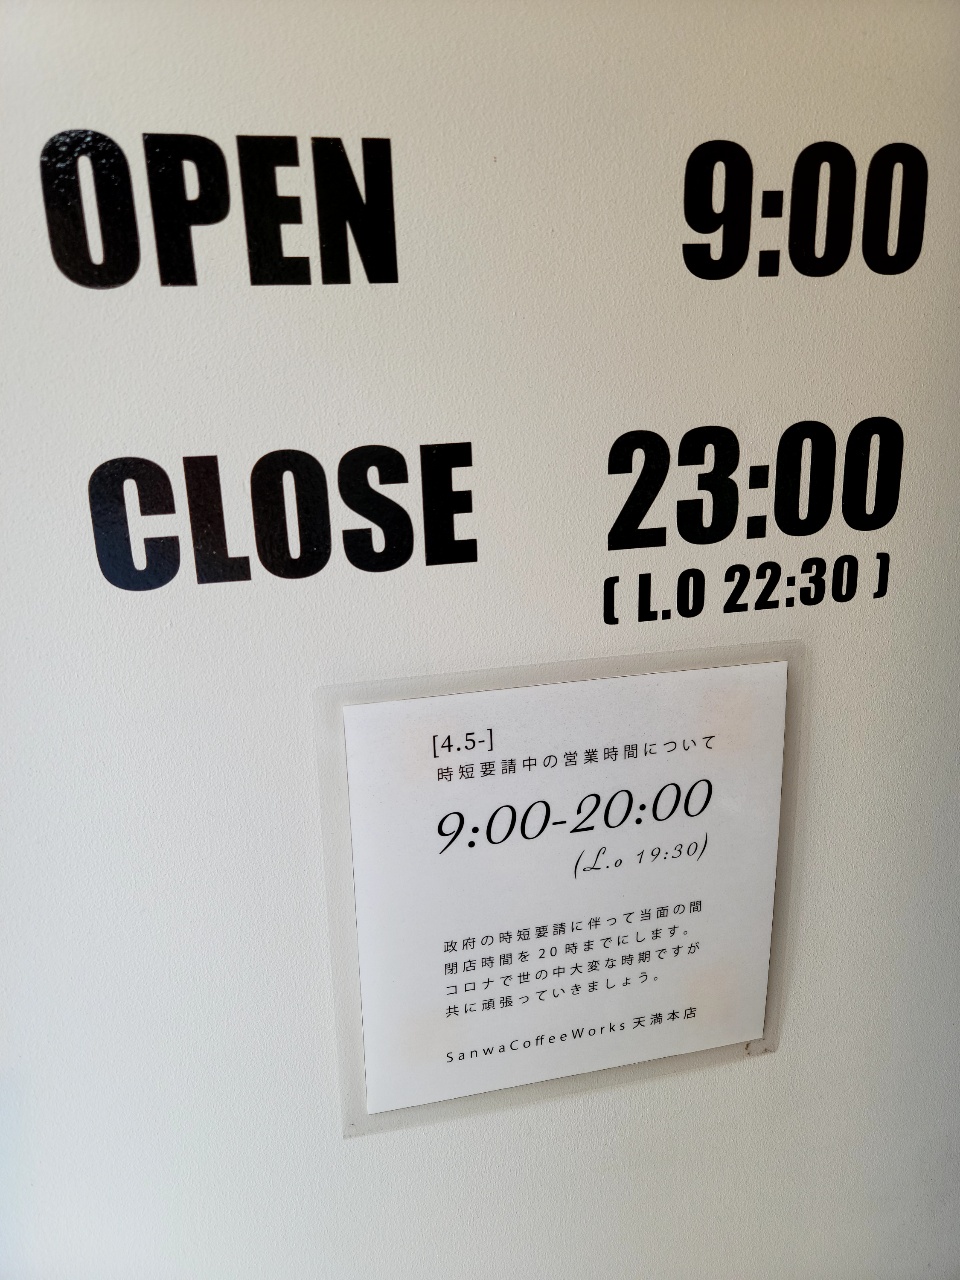 OPEN 9:00
CLOSE 23:00
( L.O 22:30 )
[4.5-]
時短要請中の営業時間について
9:00-20:00
(L.o 19:30)
政府の時短要請に伴って当面の間
閉店時間を20時までにします。
コロナで世の中大変な時期ですが
共に頑張っていきましょう。
SanwaCoffeeWorks 天満本店